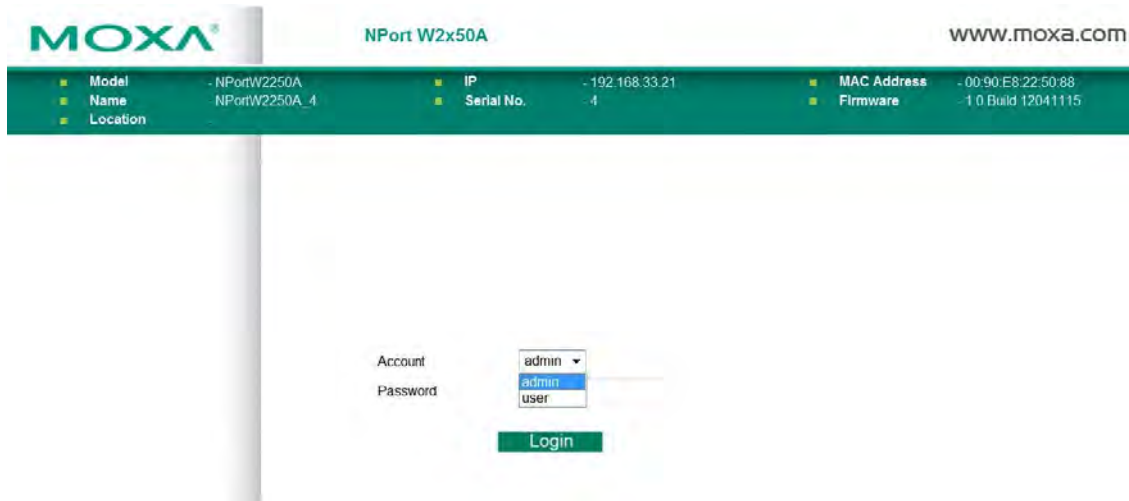 MOXA®
NPort W2x50A
www.moxa.com
Model - NPortW2250A
IP - 192.168.33.21
MAC Address - 00:90:E8:22:50:88
Name - NPortW2250A_4
Serial No. - 4
Firmware - 1.0 Build 12041115
Location -
Account admin
Password
admin
user
Login